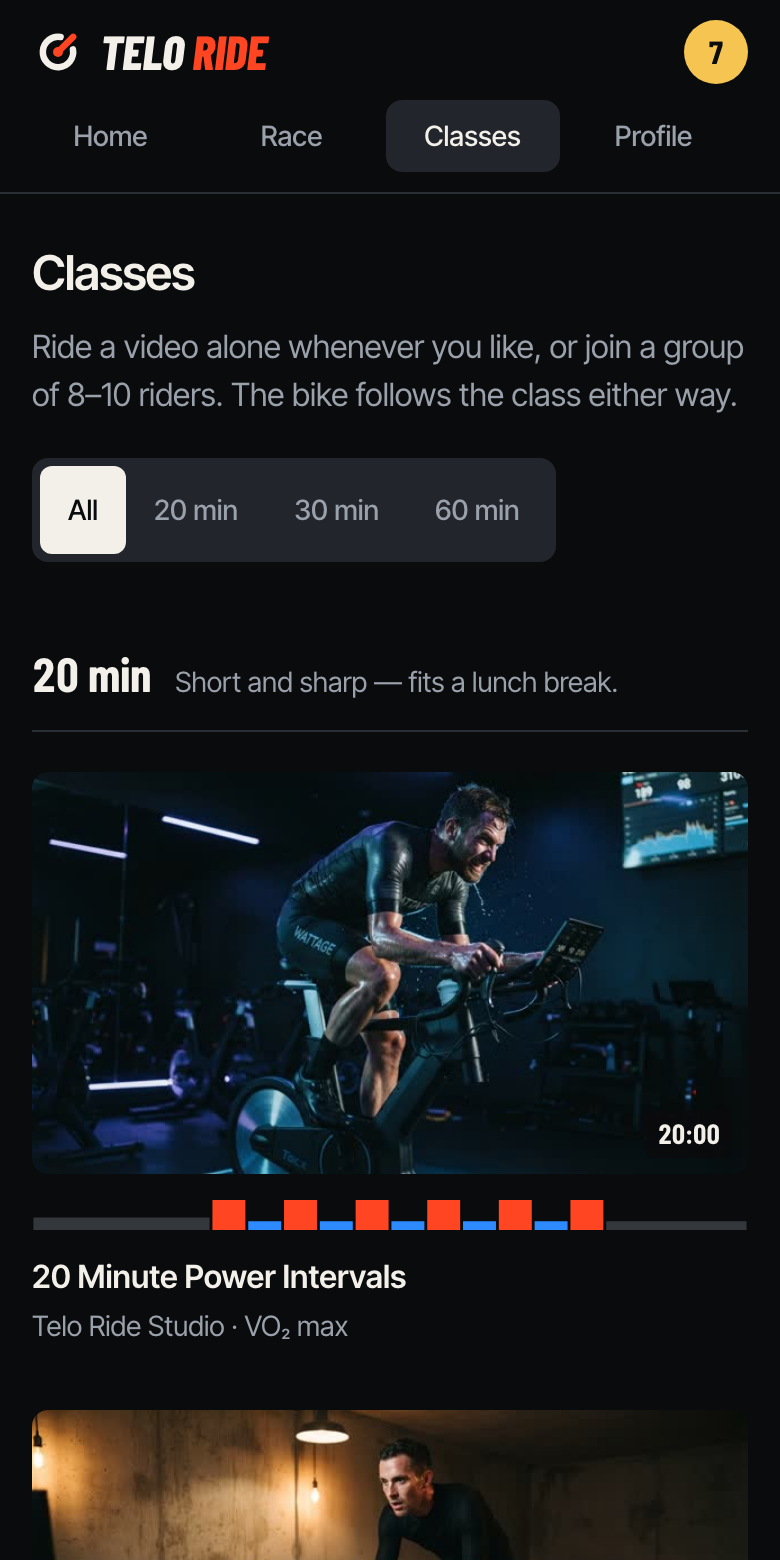 TELO RIDE
7
Home Race Classes Profile
Classes
Ride a video alone whenever you like, or join a group
of 8–10 riders. The bike follows the class either way.
All 20 min 30 min 60 min
20 min Short and sharp — fits a lunch break.
98
WATTAGE
20:00
20 Minute Power Intervals
Telo Ride Studio · VO₂ max